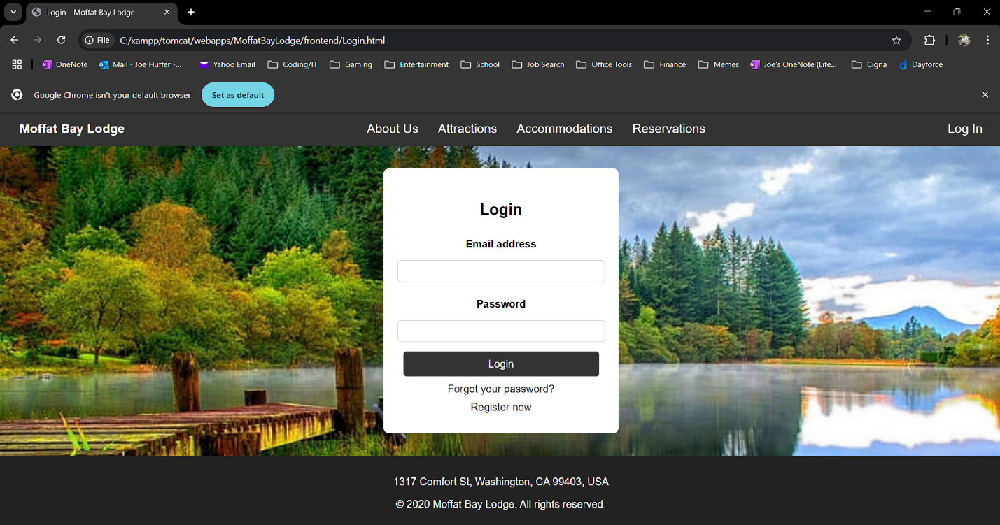 Login - Moffat Bay Lodge
File C:/xampp/tomcat/webapps/MoffatBayLodge/frontend/Login.html
OneNote Mail - Joe Huffer -... Yahoo Email Coding/IT Gaming Entertainment School Job Search Office Tools Finance Memes Joe's OneNote (Life... Cigna Dayforce
Google Chrome isn't your default browser Set as default
Moffat Bay Lodge About Us Attractions Accommodations Reservations Log In
Login
Email address
Password
Login
Forgot your password?
Register now
1317 Comfort St, Washington, CA 99403, USA
© 2020 Moffat Bay Lodge. All rights reserved.